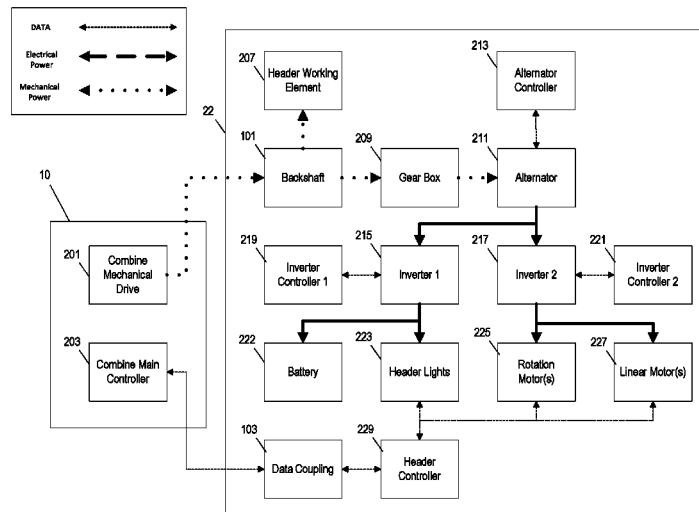 DATA
Electrical
Power
Mechanical
Power
207
Header Working
Element
213
Alternator
Controller
22
101
Backshaft
209
Gear Box
211
Alternator
10
201
Combine
Mechanical
Drive
219
Inverter
Controller 1
215
Inverter 1
217
Inverter 2
221
Inverter
Controller 2
203
Combine Main
Controller
222
Battery
223
Header Lights
225
Rotation
Motor(s)
227
Linear Motor(s)
103
Data Coupling
229
Header
Controller